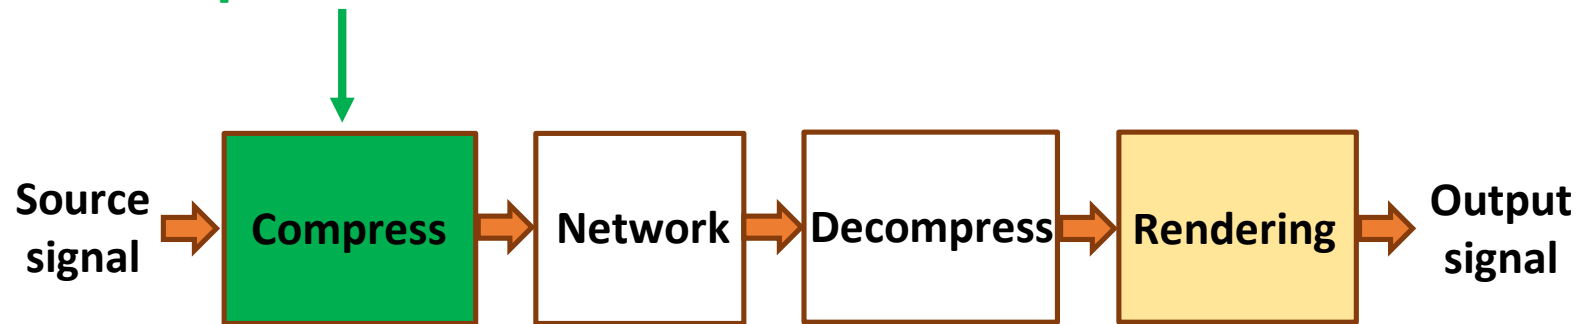 Source
signal
Compress
Network
Decompress
Rendering
Output
signal